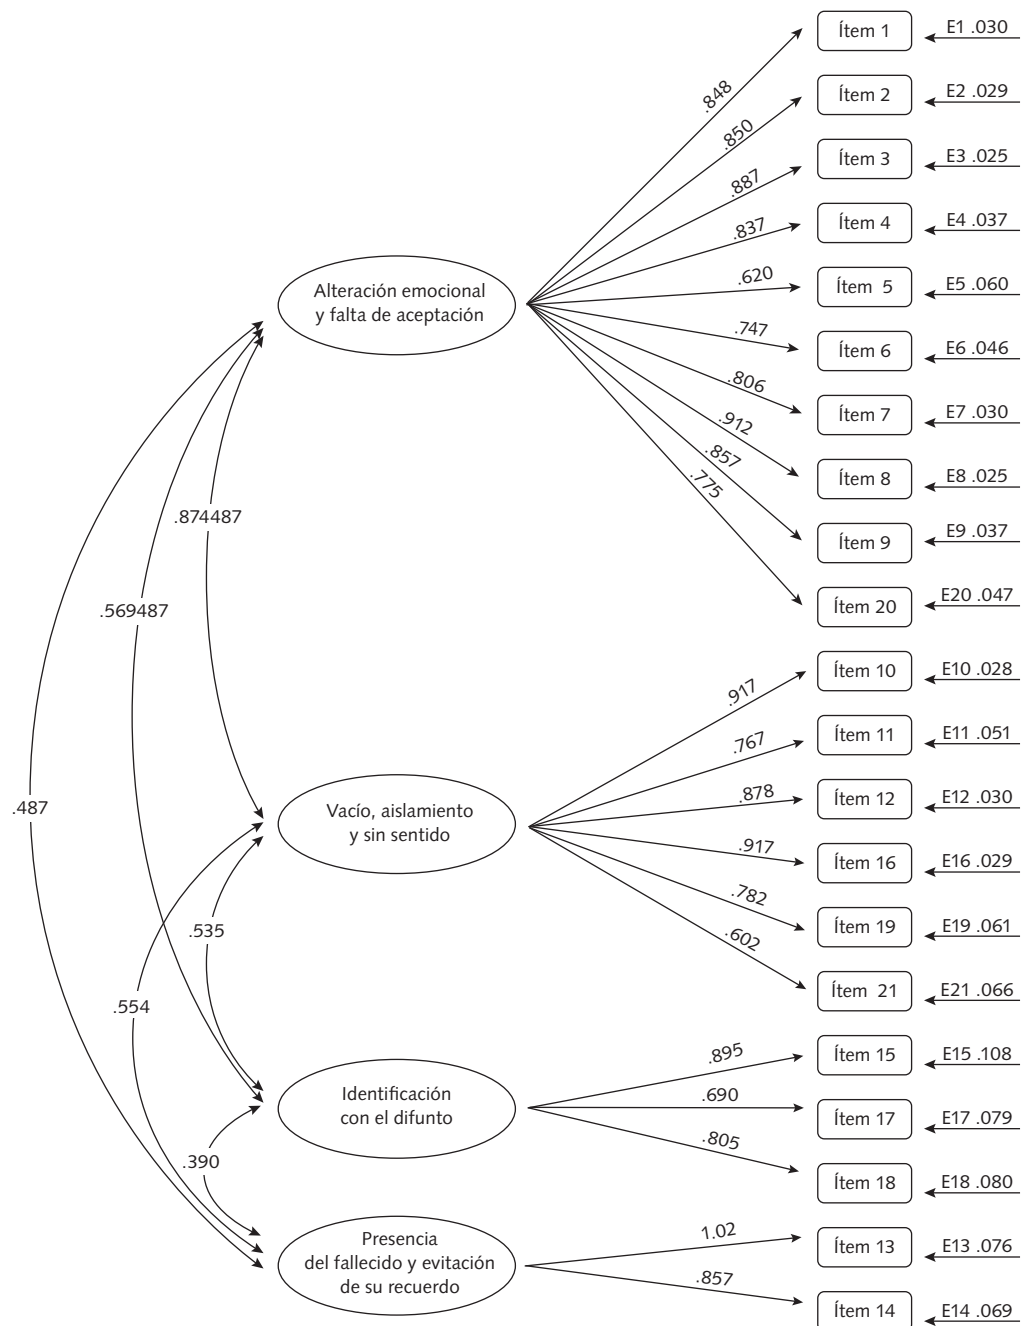 Ítem 1
E1 .030
.848
Ítem 2
E2 .029
.850
Ítem 3
E3 .025
.887
Ítem 4
E4 .037
.837
Alteración emocional
y falta de aceptación
Ítem 5
E5 .060
.620
Ítem 6
E6 .046
.747
Ítem 7
E7 .030
.806
Ítem 8
E8 .025
.912
Ítem 9
E9 .037
.857
Ítem 20
E20 .047
.775
.874487
.569487
.487
Ítem 10
E10 .028
.917
Ítem 11
E11 .051
.767
Vacío, aislamiento
y sin sentido
Ítem 12
E12 .030
.878
Ítem 16
E16 .029
.917
Ítem 19
E19 .061
.782
Ítem 21
E21 .066
.602
.535
.554
Identificación
con el difunto
Ítem 15
E15 .108
.895
Ítem 17
E17 .079
.690
Ítem 18
E18 .080
.805
.390
Presencia
del fallecido y evitación
de su recuerdo
Ítem 13
E13 .076
1.02
Ítem 14
E14 .069
.857